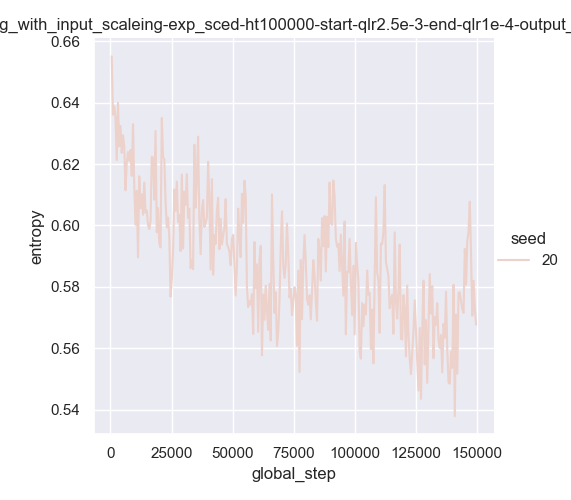 g_with_input_scaleing-exp_sced-ht100000-start-qlr2.5e-3-end-qlr1e-4-output_
0.66
0.64
0.62
0.60
0.58
0.56
0.54
entropy
seed
20
0 25000 50000 75000 100000 125000 150000
global_step